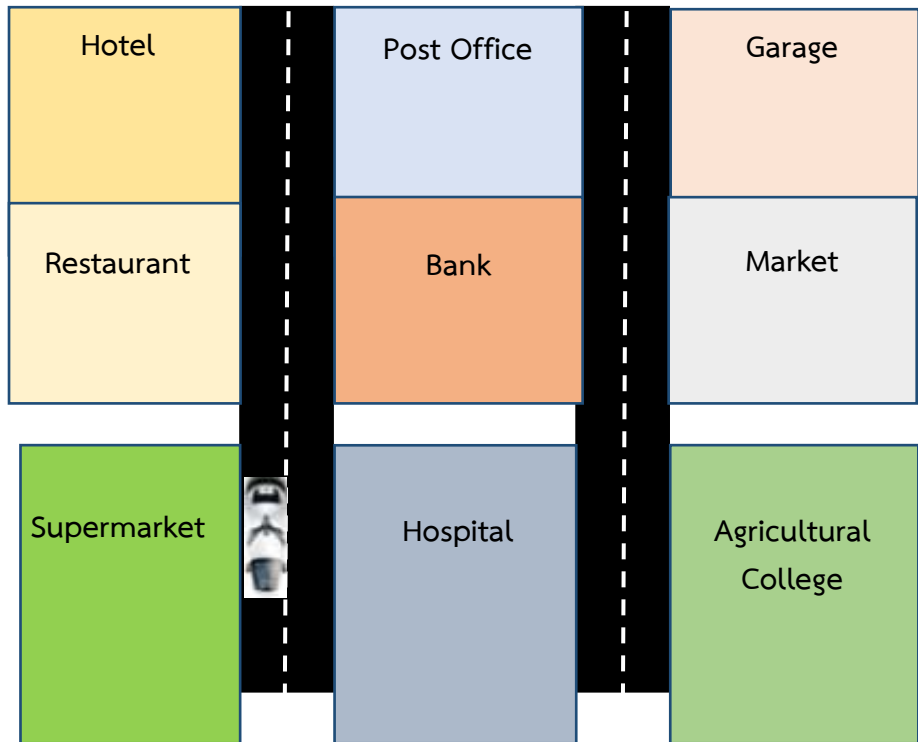 Hotel
Post Office
Garage
Restaurant
Bank
Market
Supermarket
Hospital
Agricultural
College